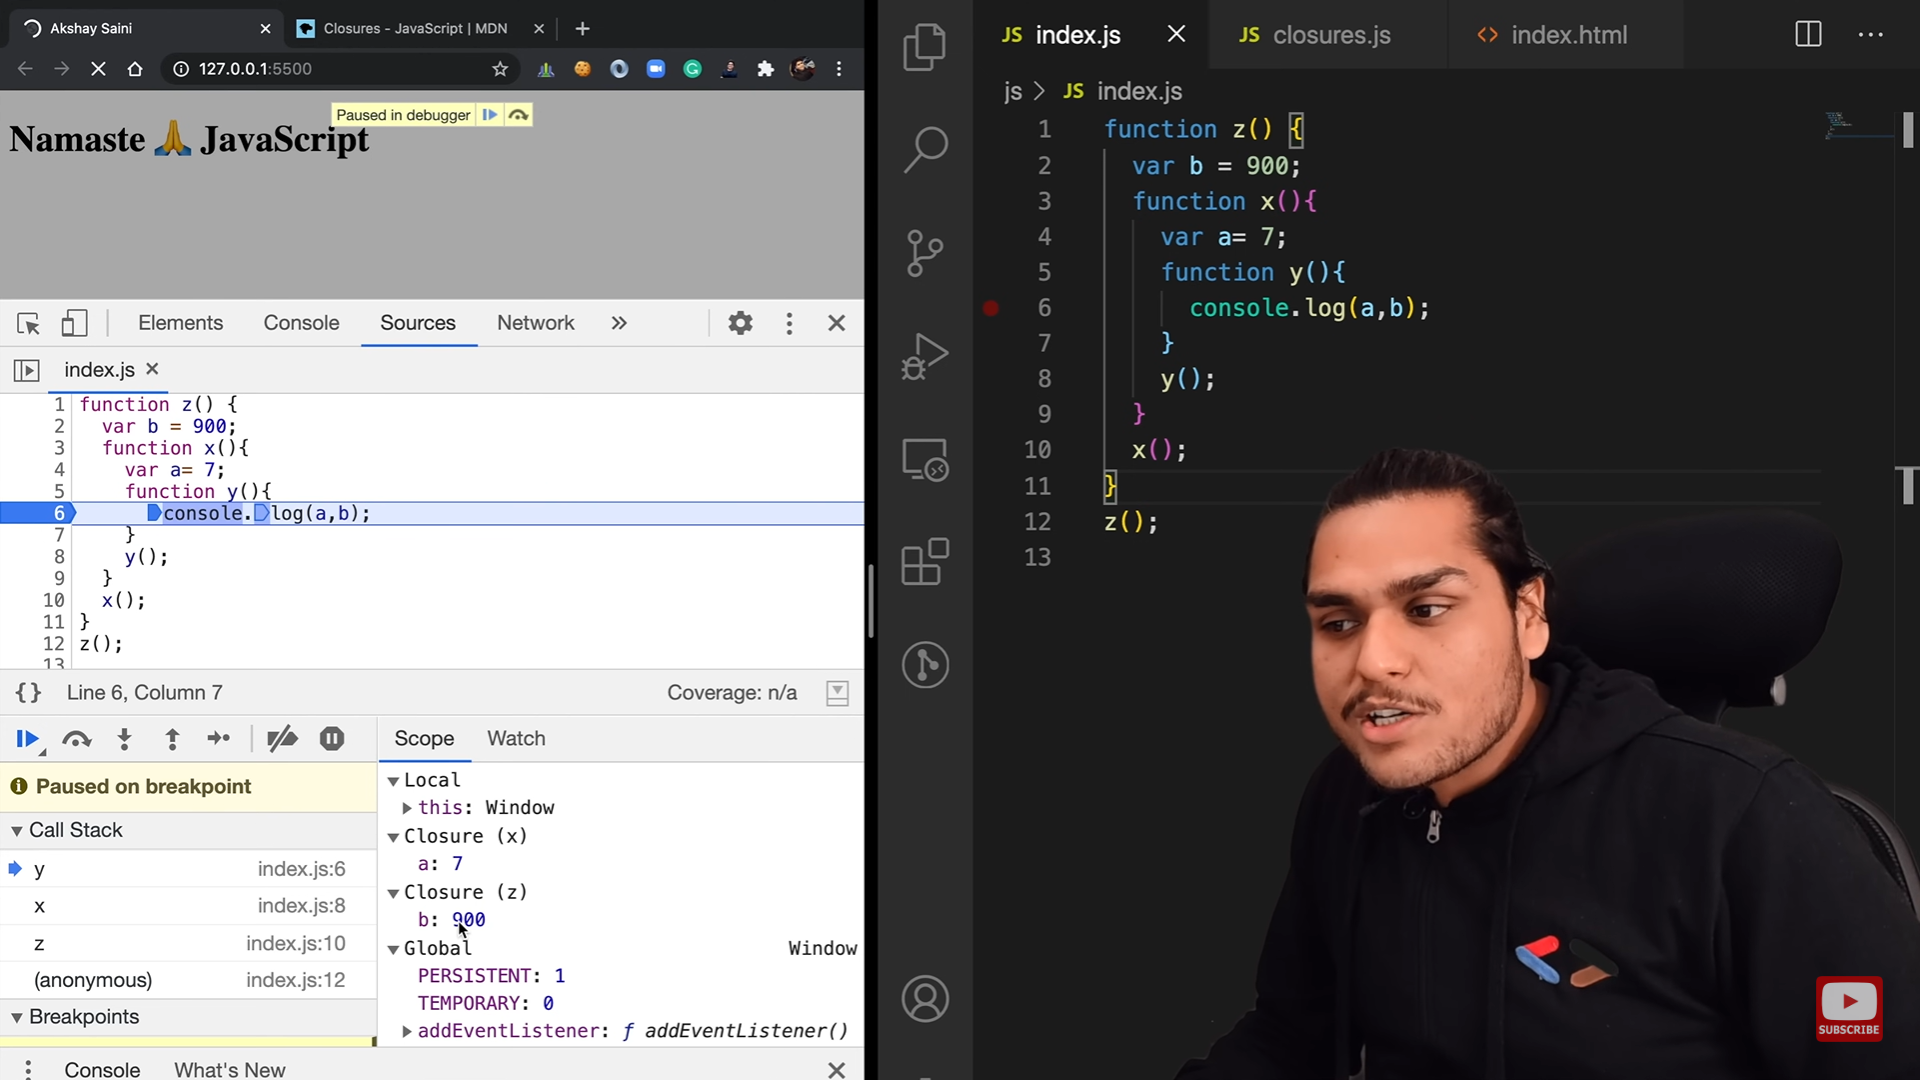 Akshay Saini
Closures - JavaScript | MDN
127.0.0.1:5500
Paused in debugger
Namaste 🙏 JavaScript
Elements Console Sources Network
index.js
1 function z() {
2 var b = 900;
3 function x(){
4 var a= 7;
5 function y(){
6 console.log(a,b);
7 }
8 y();
9 }
10 x();
11 }
12 z();
13
{} Line 6, Column 7 Coverage: n/a
Paused on breakpoint
Call Stack
y index.js:6
x index.js:8
z index.js:10
(anonymous) index.js:12
Breakpoints
Scope Watch
Local
this: Window
Closure (x)
a: 7
Closure (z)
b: 900
Global Window
PERSISTENT: 1
TEMPORARY: 0
addEventListener: ƒ addEventListener()
Console What's New
JS index.js JS closures.js <> index.html
js > JS index.js
1 function z() {
2 var b = 900;
3 function x(){
4 var a= 7;
5 function y(){
6 console.log(a,b);
7 }
8 y();
9 }
10 x();
11 }
12 z();
13
SUBSCRIBE